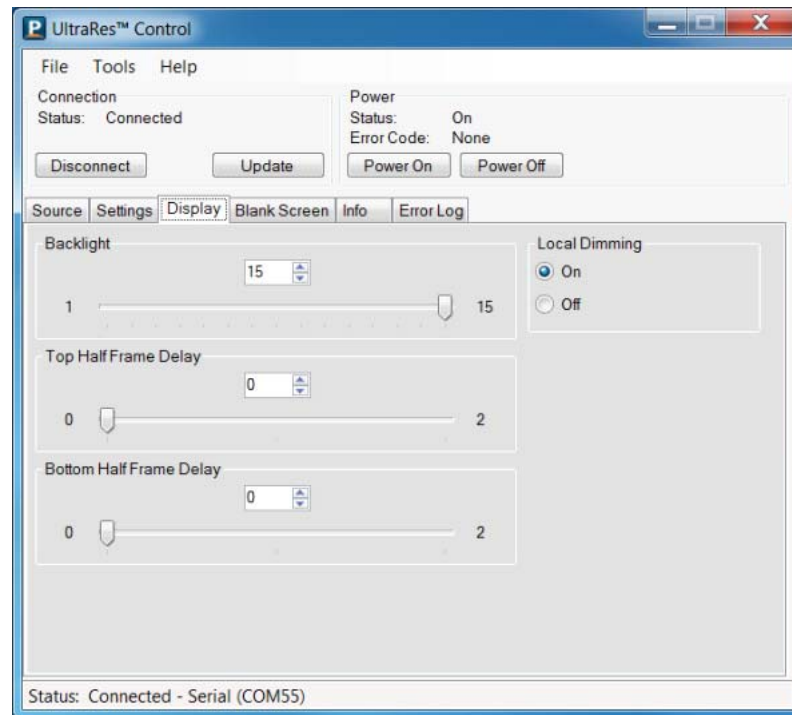 P UltraRes™ Control
File Tools Help
Connection
Status: Connected
Disconnect Update
Power
Status: On
Error Code: None
Power On Power Off
Source Settings Display Blank Screen Info Error Log
Backlight
15
1 15
Local Dimming
On
Off
Top Half Frame Delay
0
0 2
Bottom Half Frame Delay
0
0 2
Status: Connected - Serial (COM55)